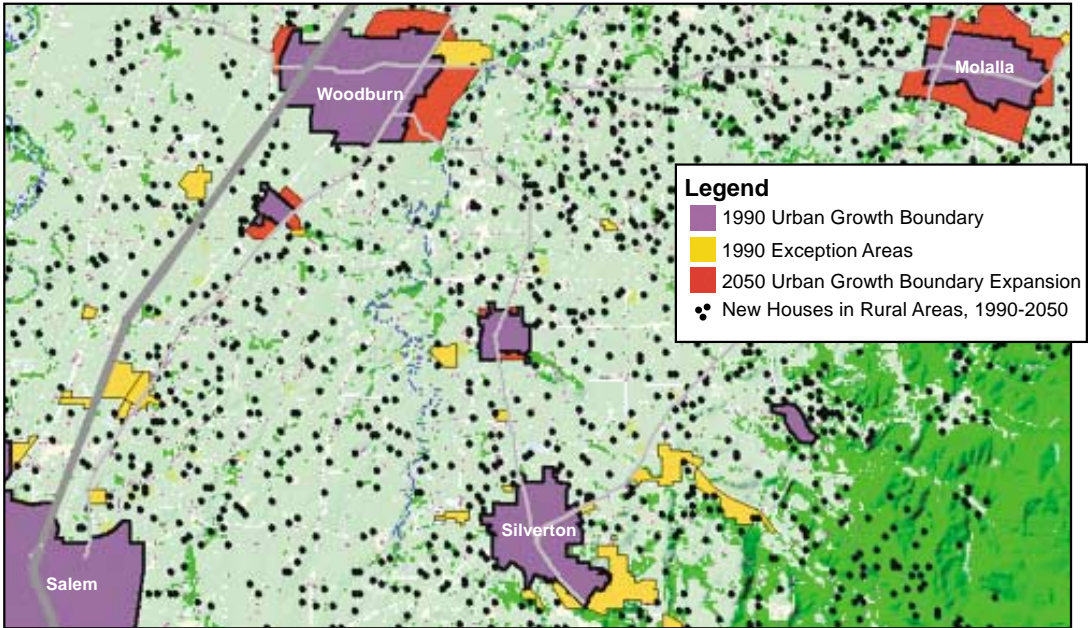 Woodburn
Molalla
Legend
1990 Urban Growth Boundary
1990 Exception Areas
2050 Urban Growth Boundary Expansion
New Houses in Rural Areas, 1990-2050
Silverton
Salem